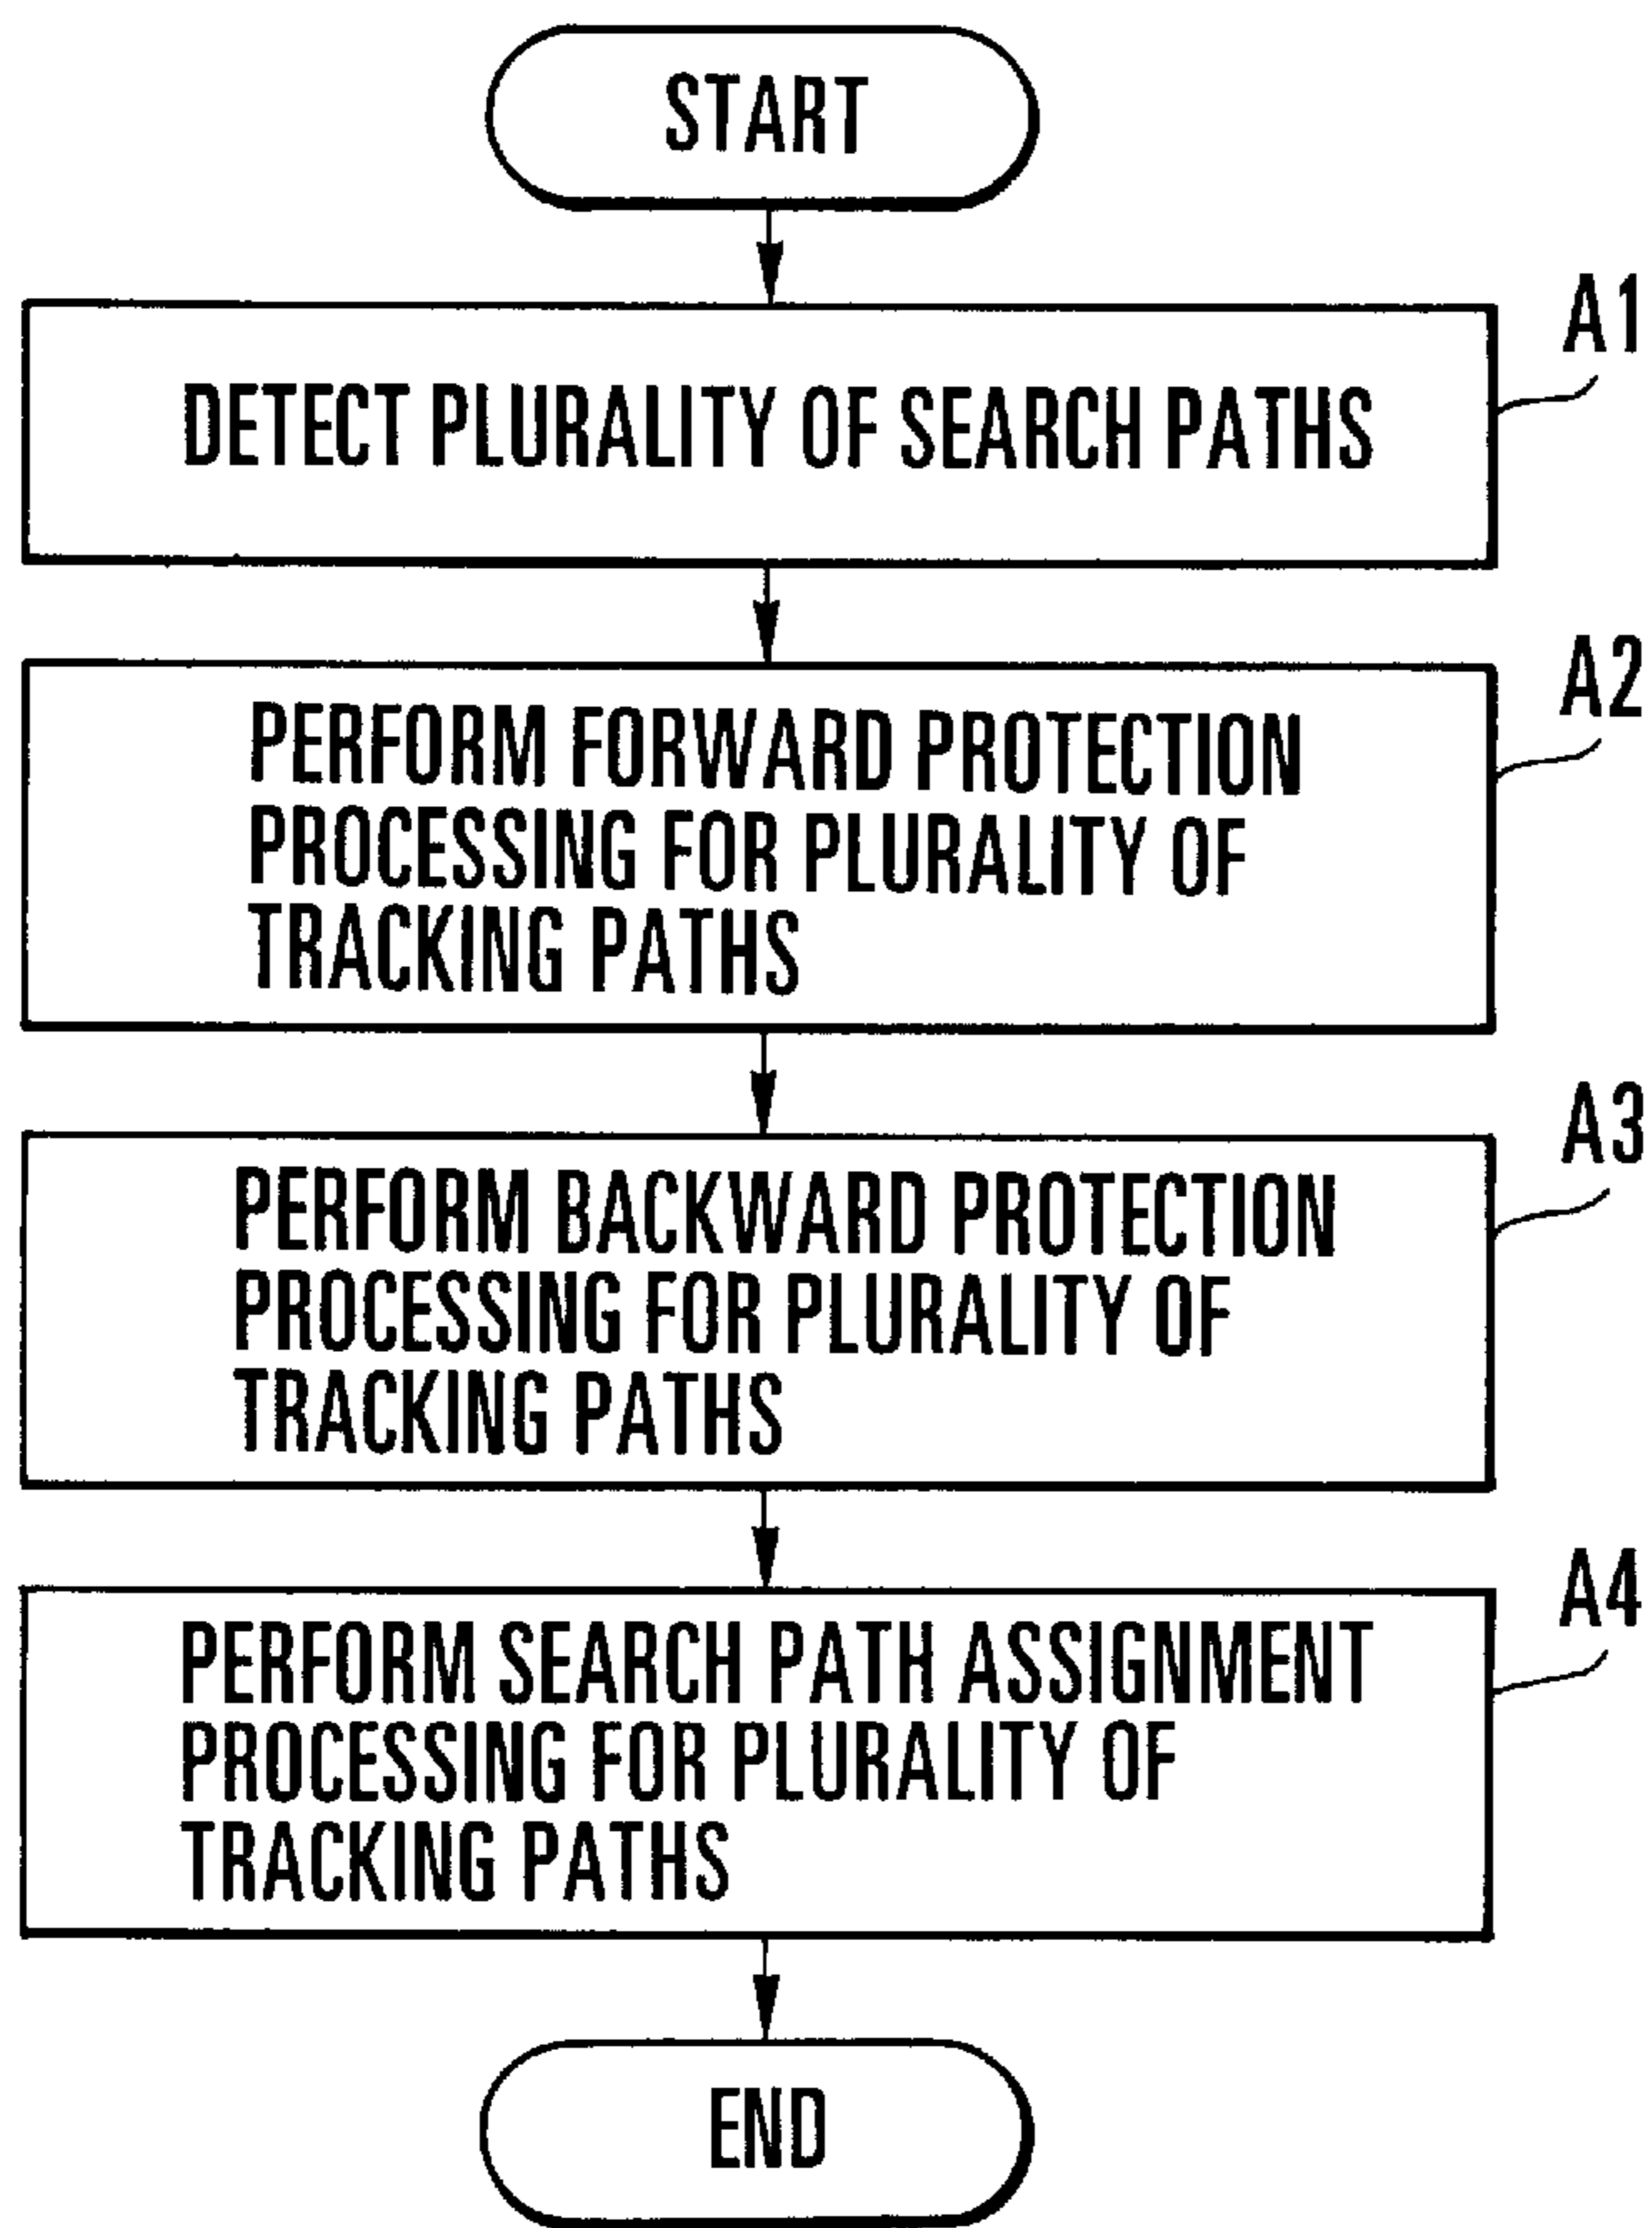 START
A1
DETECT PLURALITY OF SEARCH PATHS
A2
PERFORM FORWARD PROTECTION
PROCESSING FOR PLURALITY OF
TRACKING PATHS
A3
PERFORM BACKWARD PROTECTION
PROCESSING FOR PLURALITY OF
TRACKING PATHS
A4
PERFORM SEARCH PATH ASSIGNMENT
PROCESSING FOR PLURALITY OF
TRACKING PATHS
END